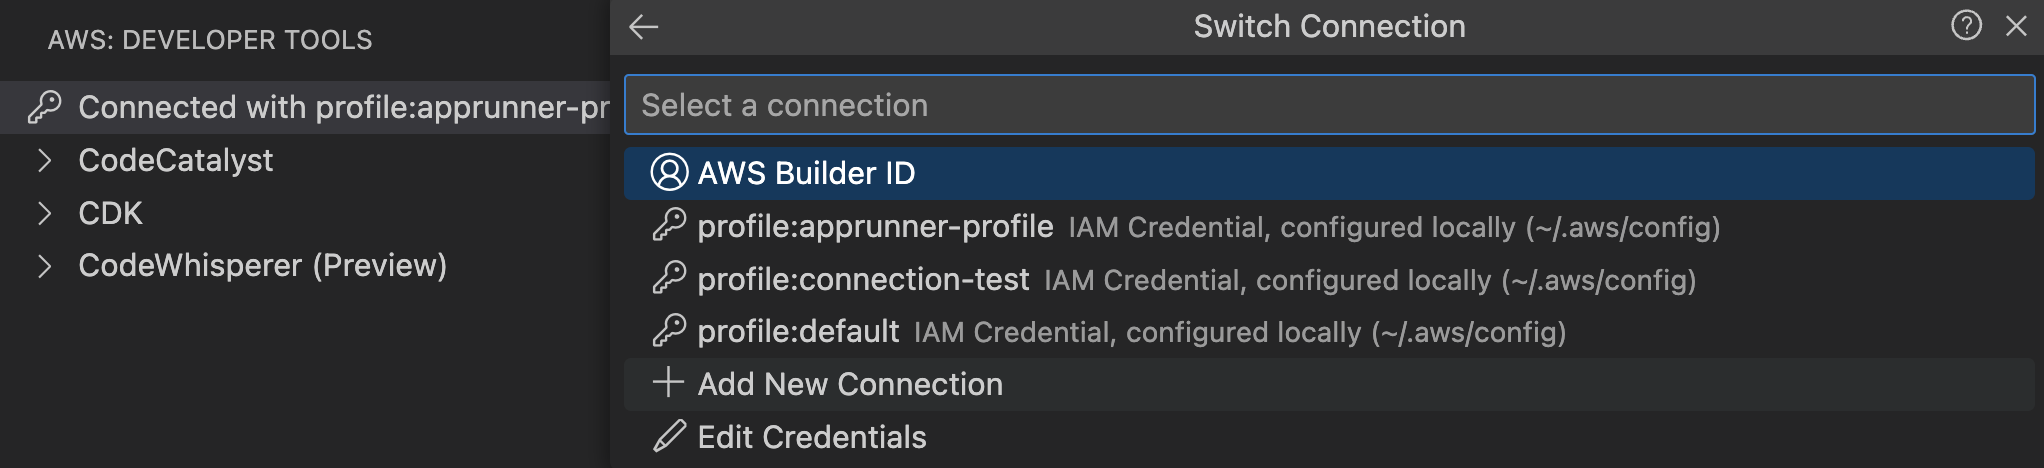 AWS: DEVELOPER TOOLS
Connected with profile:apprunner-pr
CodeCatalyst
CDK
CodeWhisperer (Preview)
Switch Connection
Select a connection
AWS Builder ID
profile:apprunner-profile IAM Credential, configured locally (~/.aws/config)
profile:connection-test IAM Credential, configured locally (~/.aws/config)
profile:default IAM Credential, configured locally (~/.aws/config)
Add New Connection
Edit Credentials